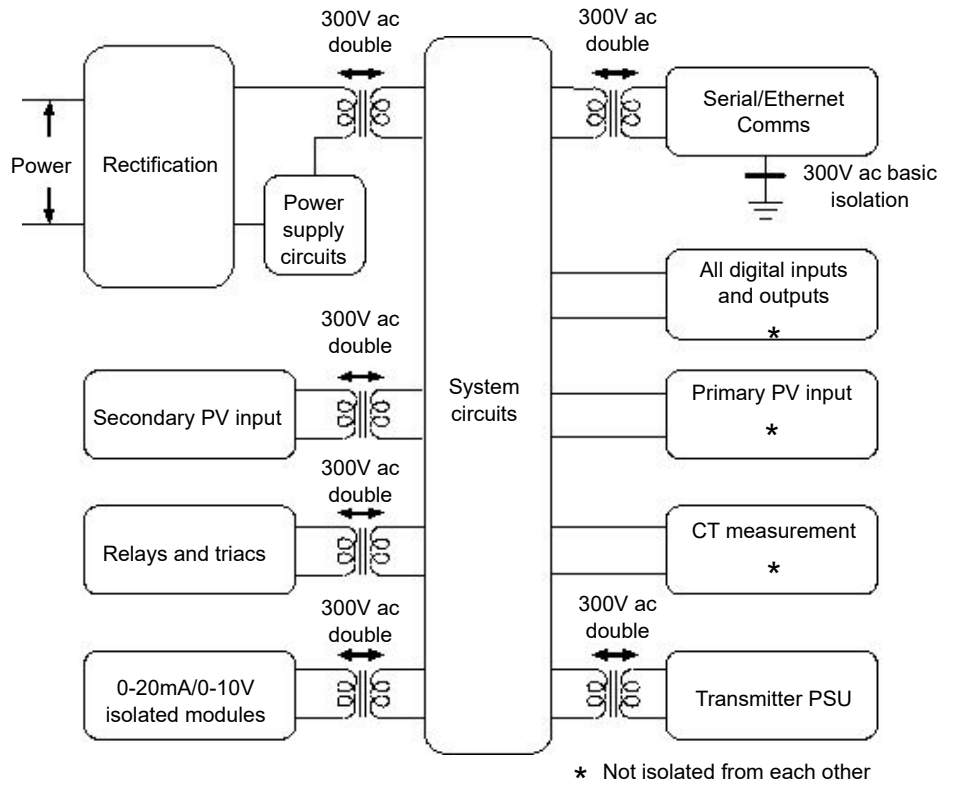 300V ac
double
300V ac
double
Serial/Ethernet
Comms
Power
Rectification
300V ac basic
isolation
Power
supply
circuits
All digital inputs
and outputs
*
300V ac
double
System
circuits
Secondary PV input
Primary PV input
*
300V ac
double
Relays and triacs
CT measurement
*
300V ac
double
300V ac
double
0-20mA/0-10V
isolated modules
Transmitter PSU
* Not isolated from each other